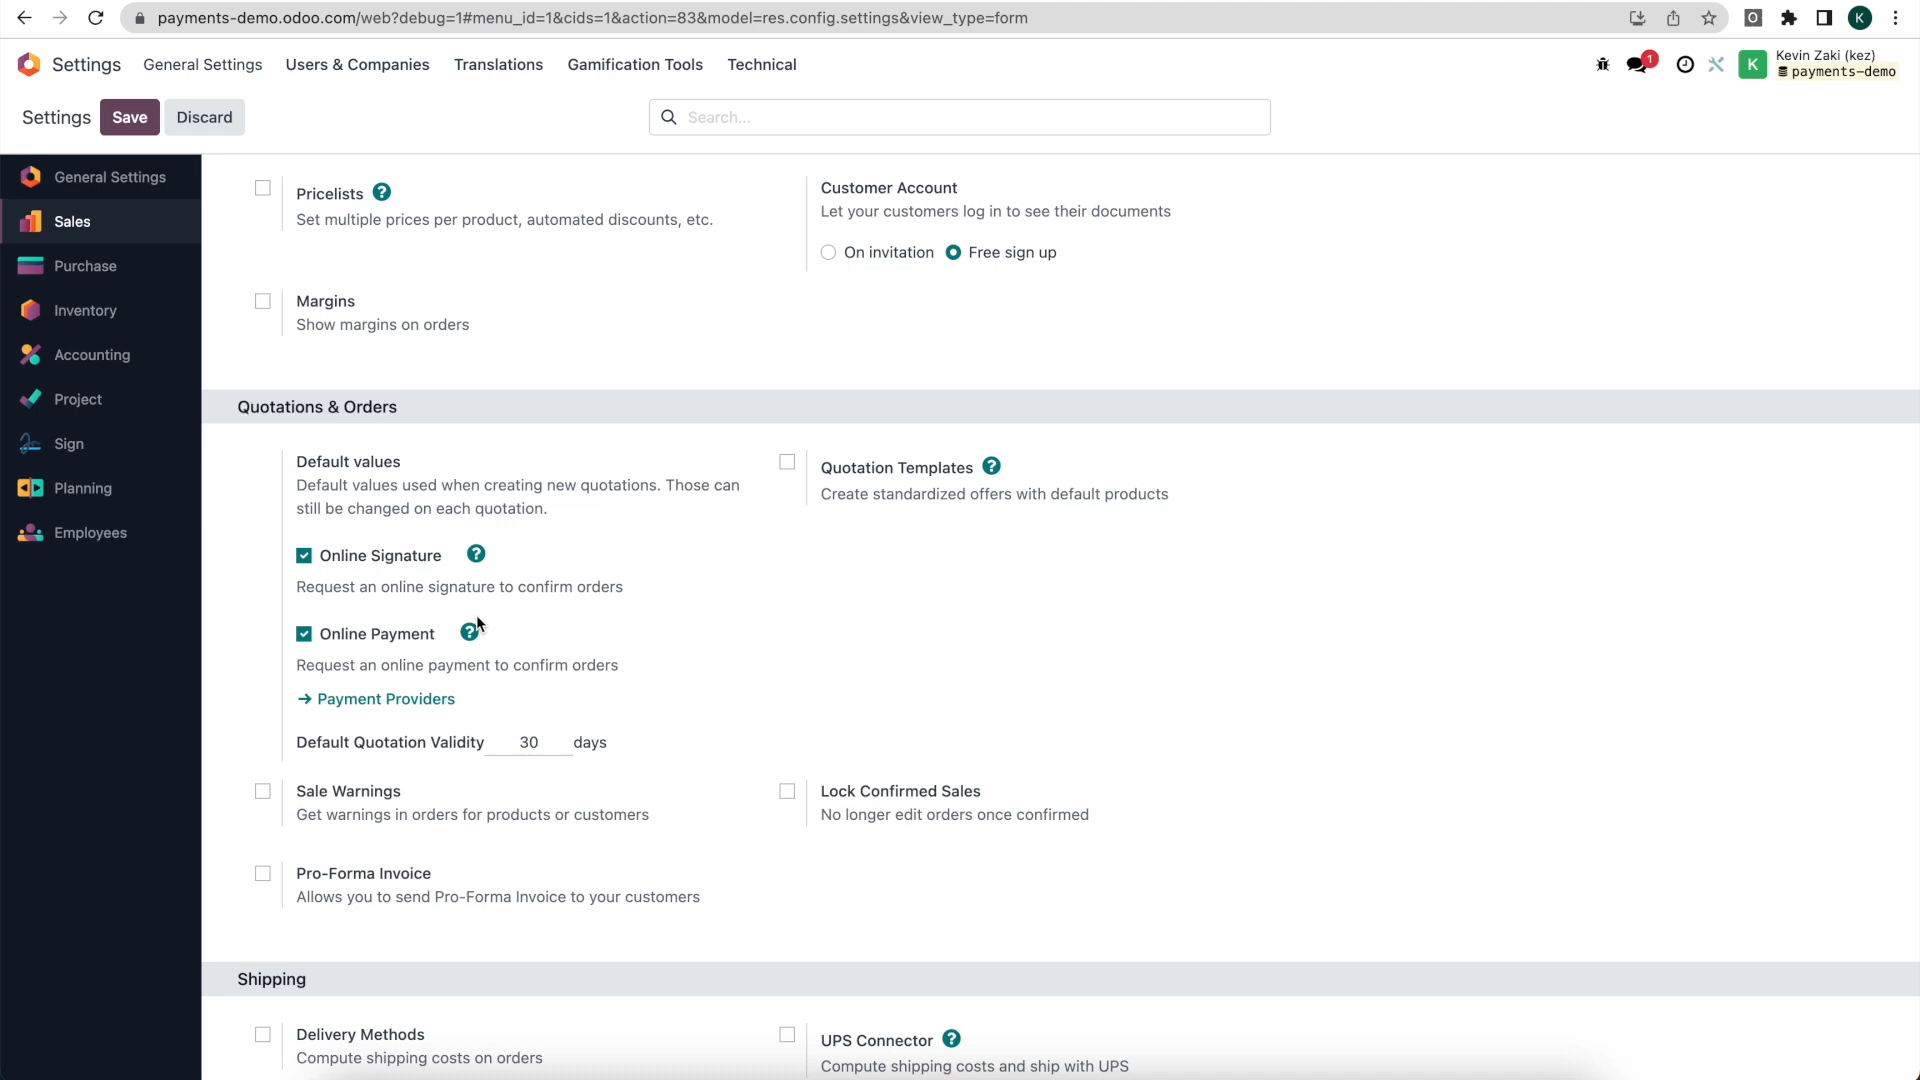 payments-demo.odoo.com/web?debug=1#menu_id=1&cids=1&action=83&model=res.config.settings&view_type=form
O
K
Settings General Settings Users & Companies Translations Gamification Tools Technical
1
K
Kevin Zaki (kez)
payments-demo
Settings Save Discard
Search...
General Settings
Sales
Purchase
Inventory
Accounting
Project
Sign
Planning
Employees
Pricelists ?
Set multiple prices per product, automated discounts, etc.
Customer Account
Let your customers log in to see their documents
On invitation Free sign up
Margins
Show margins on orders
Quotations & Orders
Default values
Default values used when creating new quotations. Those can
still be changed on each quotation.
Quotation Templates ?
Create standardized offers with default products
Online Signature ?
Request an online signature to confirm orders
Online Payment ?
Request an online payment to confirm orders
→ Payment Providers
Default Quotation Validity 30 days
Sale Warnings
Get warnings in orders for products or customers
Lock Confirmed Sales
No longer edit orders once confirmed
Pro-Forma Invoice
Allows you to send Pro-Forma Invoice to your customers
Shipping
Delivery Methods
Compute shipping costs on orders
UPS Connector ?
Compute shipping costs and ship with UPS